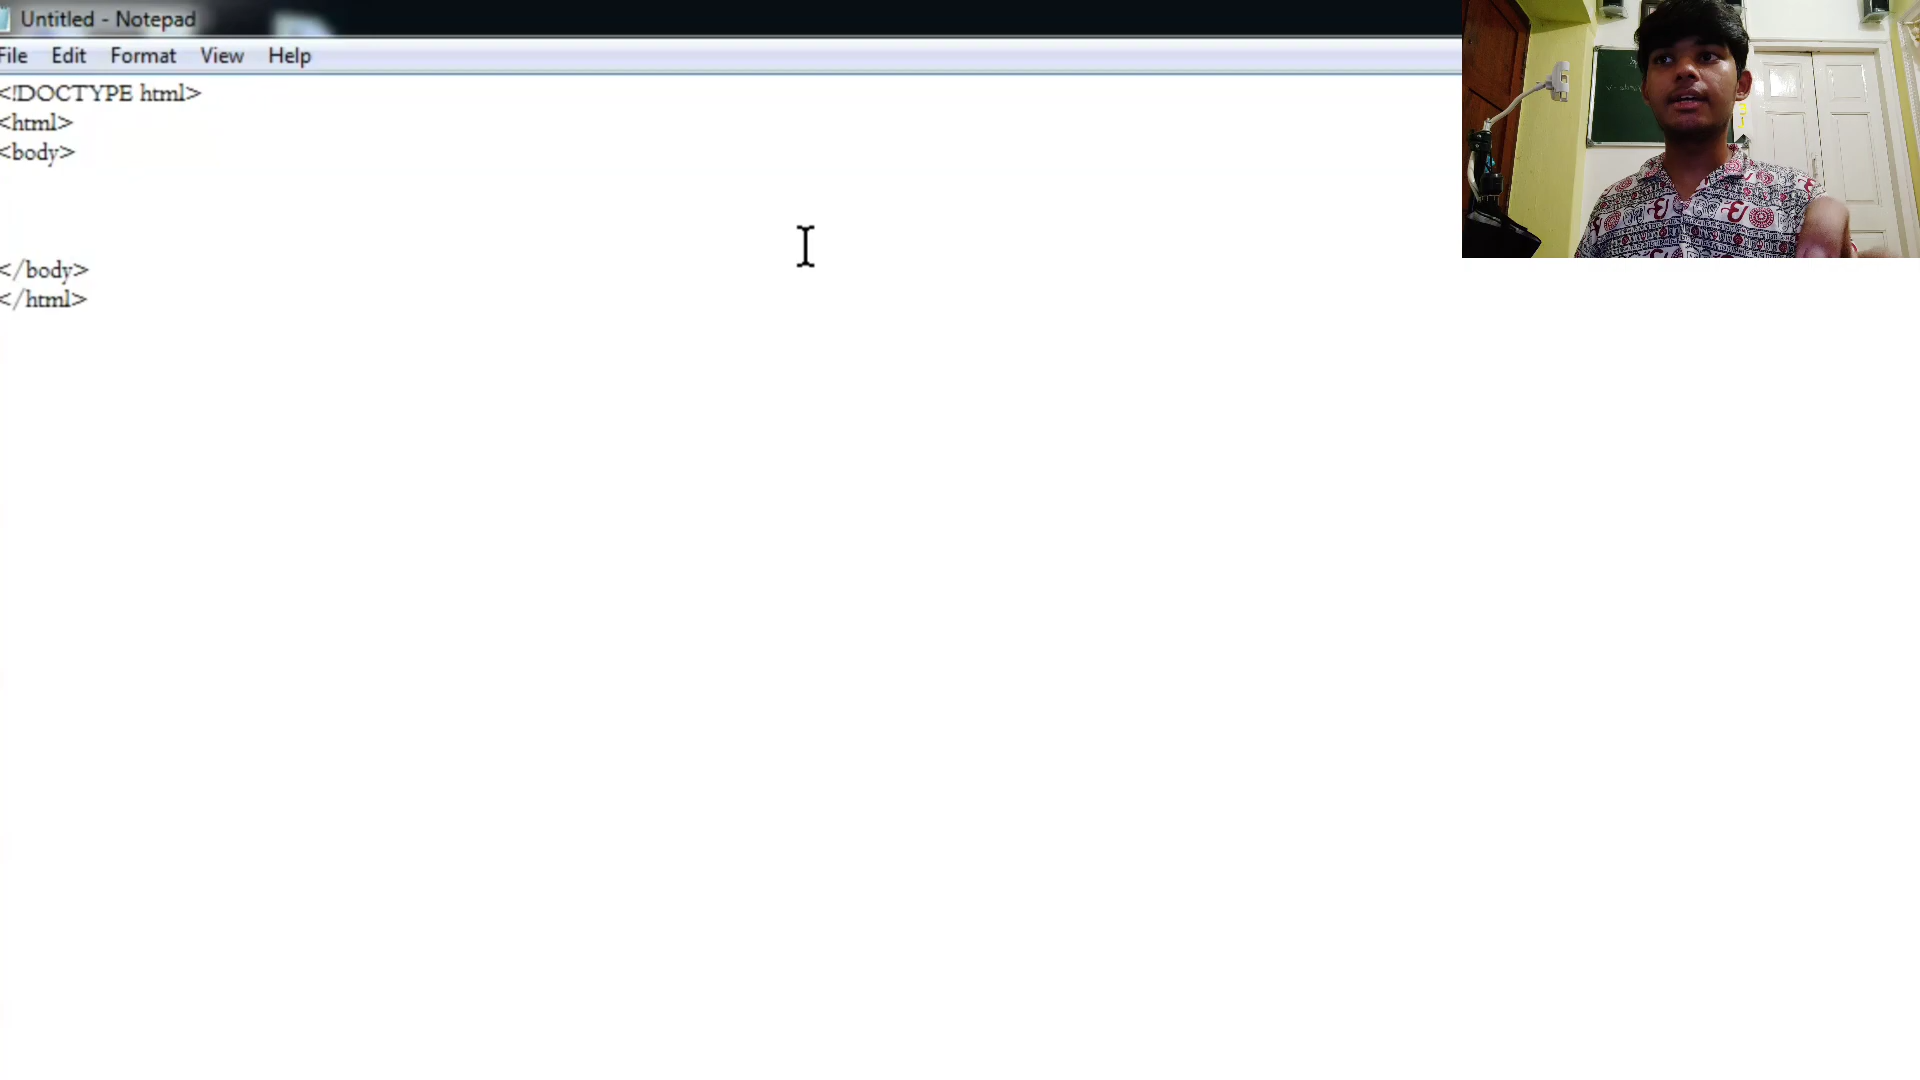 Untitled - Notepad
File Edit Format View Help
<!DOCTYPE html>
<html>
<body>
</body>
</html>